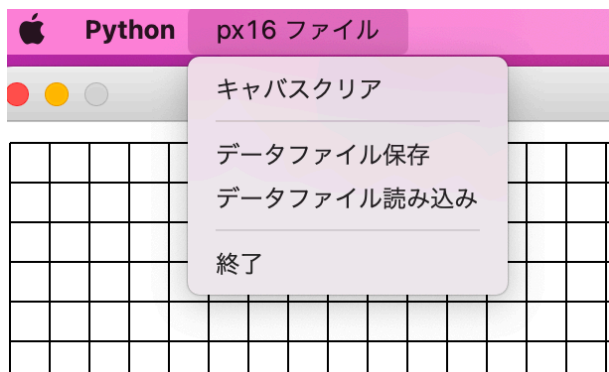 Python px16 ファイル
キャバスクリア
データファイル保存
データファイル読み込み
終了